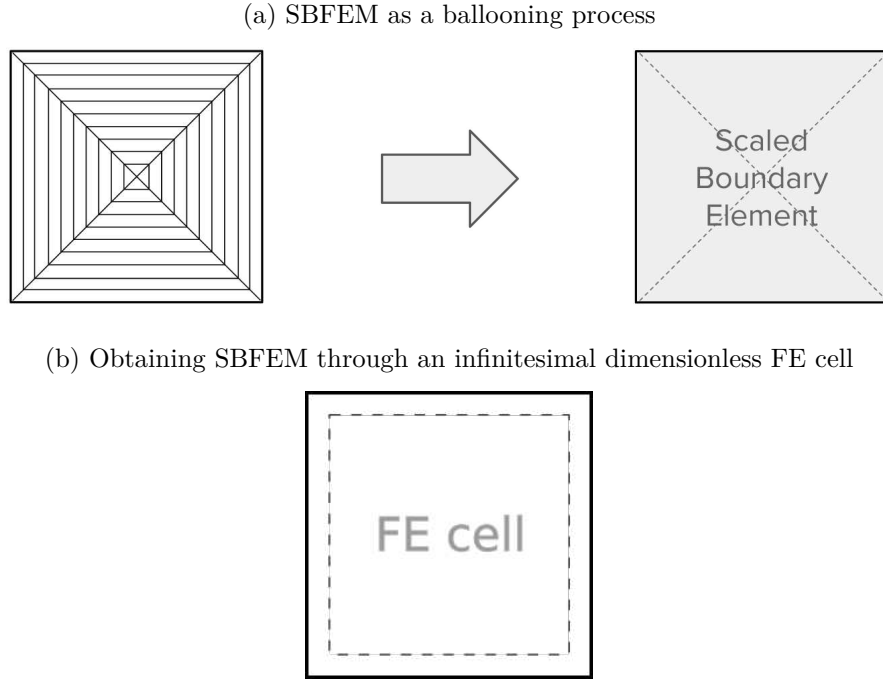 (a) SBFEM as a ballooning process
Scaled
Boundary
Element
(b) Obtaining SBFEM through an infinitesimal dimensionless FE cell
FE cell